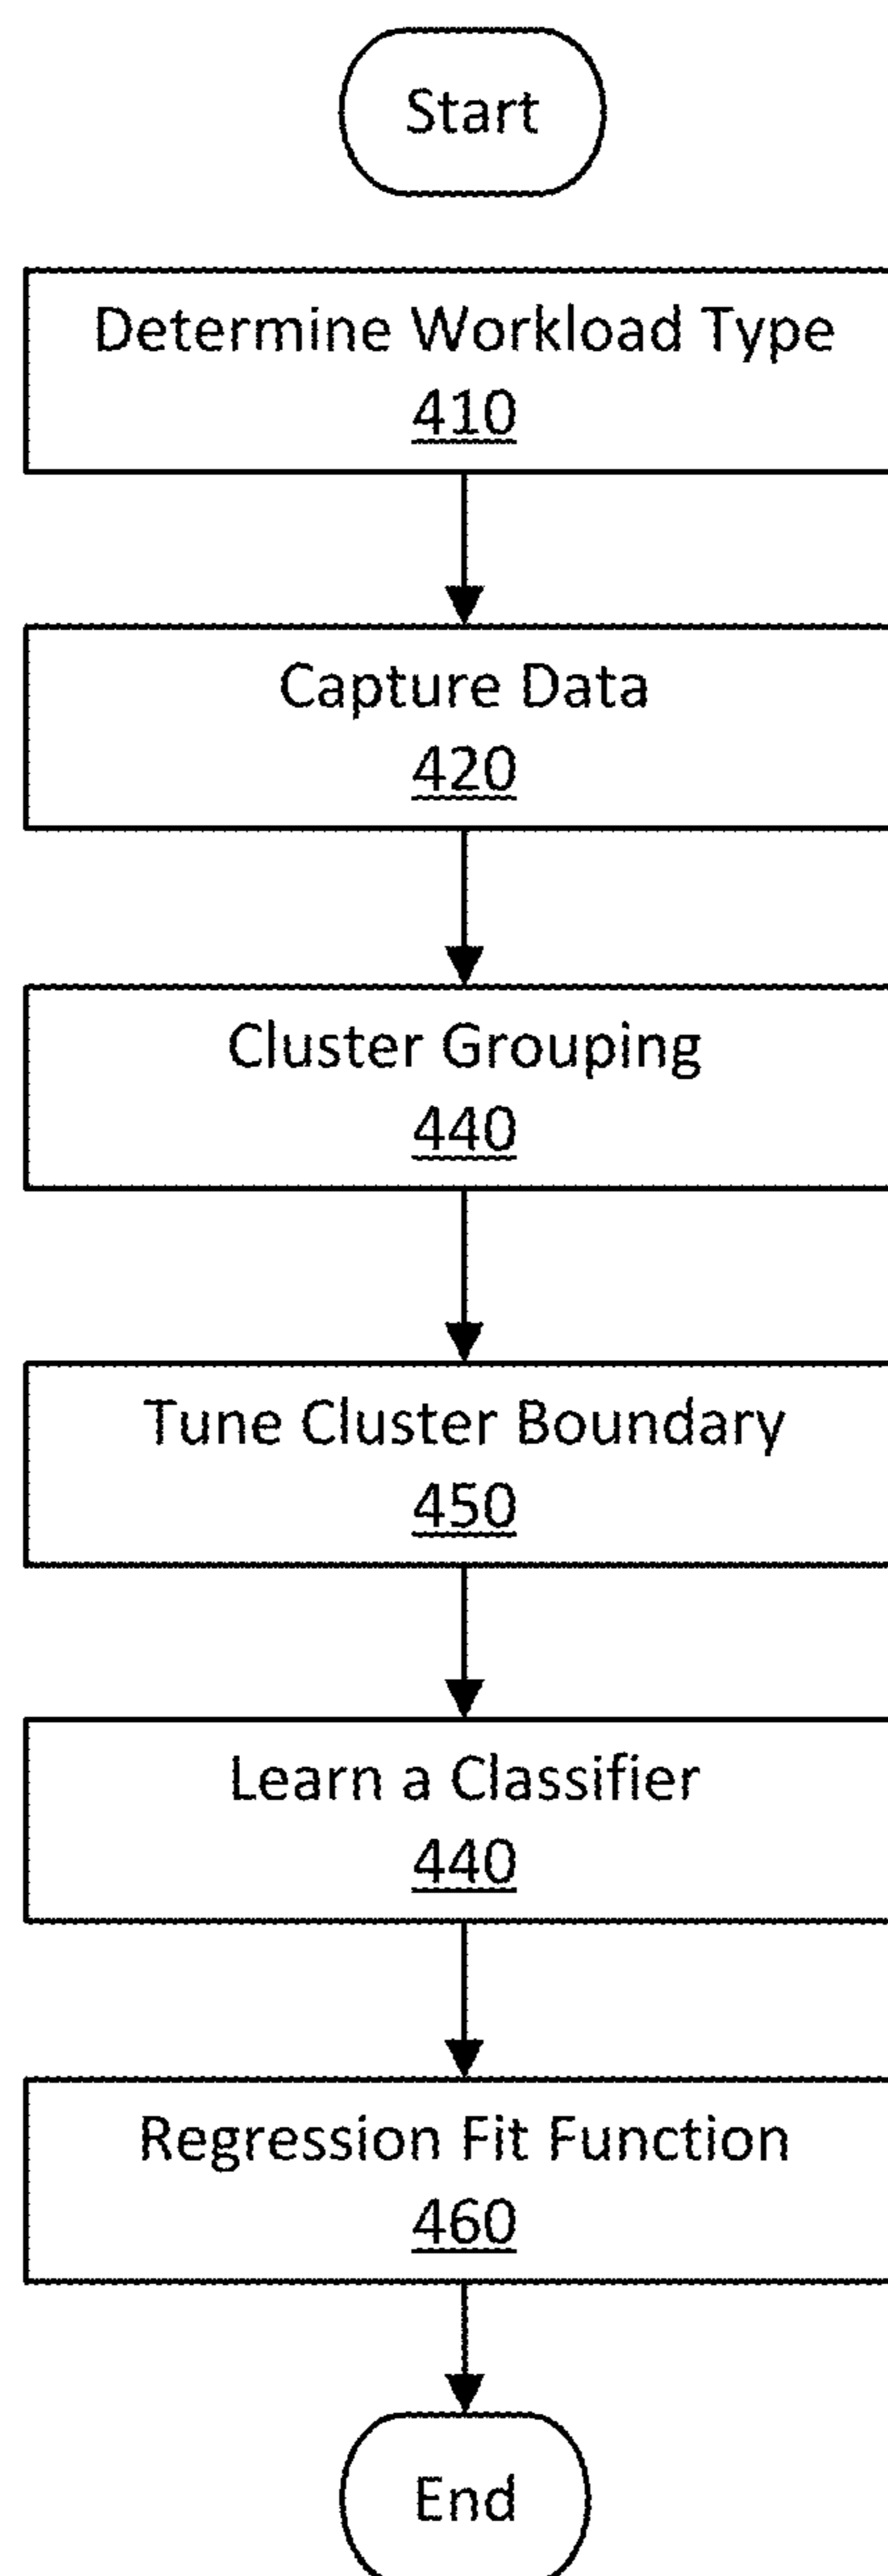 Start
Determine Workload Type
410
Capture Data
420
Cluster Grouping
440
Tune Cluster Boundary
450
Learn a Classifier
440
Regression Fit Function
460
End